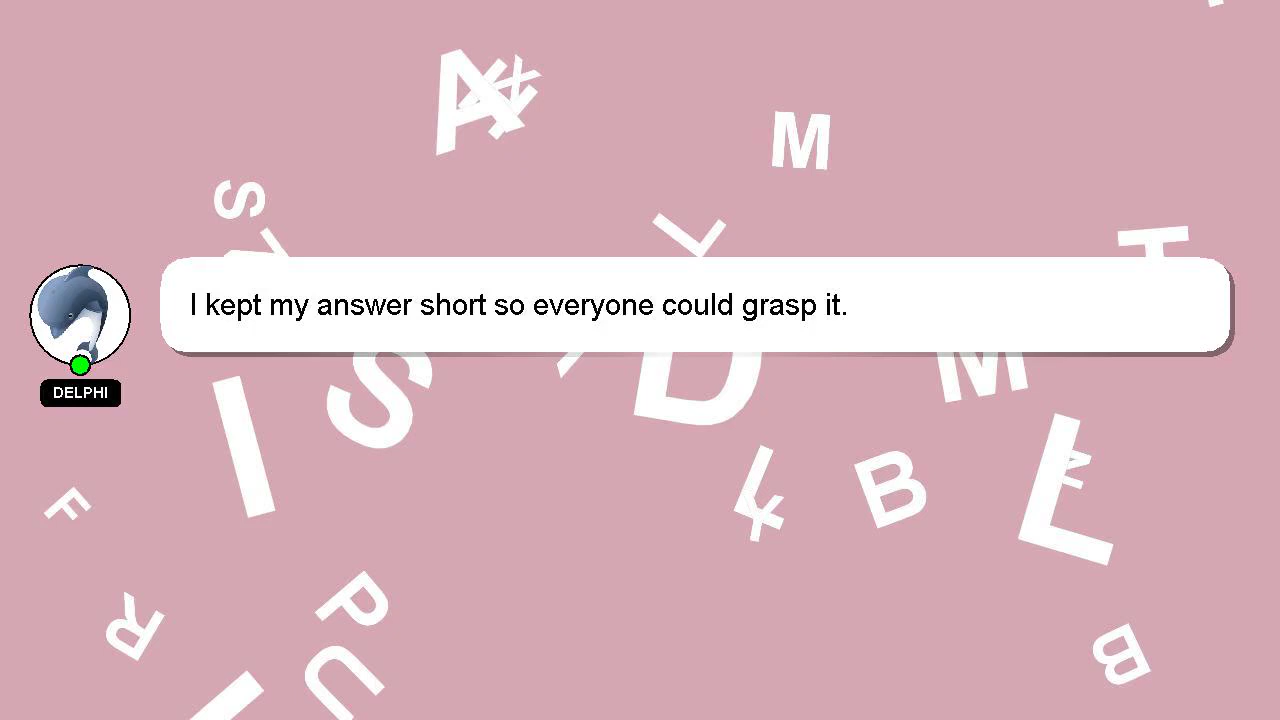 A
M
S
L
I kept my answer short so everyone could grasp it.
DELPHI
S
D
M
I
L
B
L
F
P
R
B
U